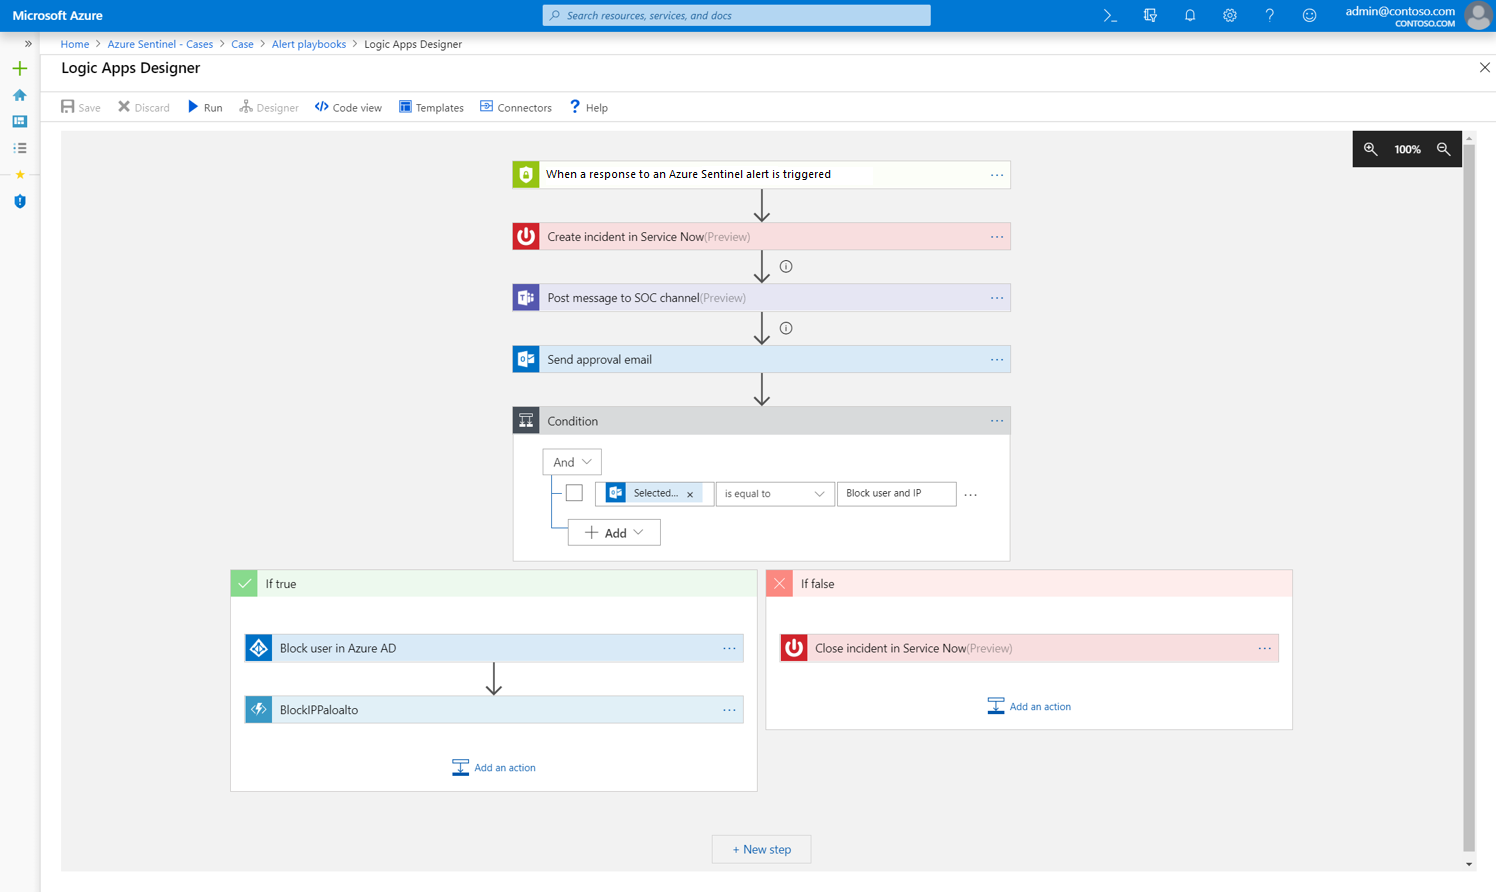 Microsoft Azure
Search resources, services, and docs
admin@contoso.com
CONTOSO.COM
Home > Azure Sentinel - Cases > Case > Alert playbooks > Logic Apps Designer
Logic Apps Designer
Save Discard Run Designer Code view Templates Connectors Help
100%
When a response to an Azure Sentinel alert is triggered
Create incident in Service Now(Preview)
Post message to SOC channel(Preview)
Send approval email
Condition
And
Selected... × is equal to Block user and IP
+ Add
If true
If false
Block user in Azure AD
Close incident in Service Now(Preview)
BlockIPPaloalto
Add an action
Add an action
+ New step